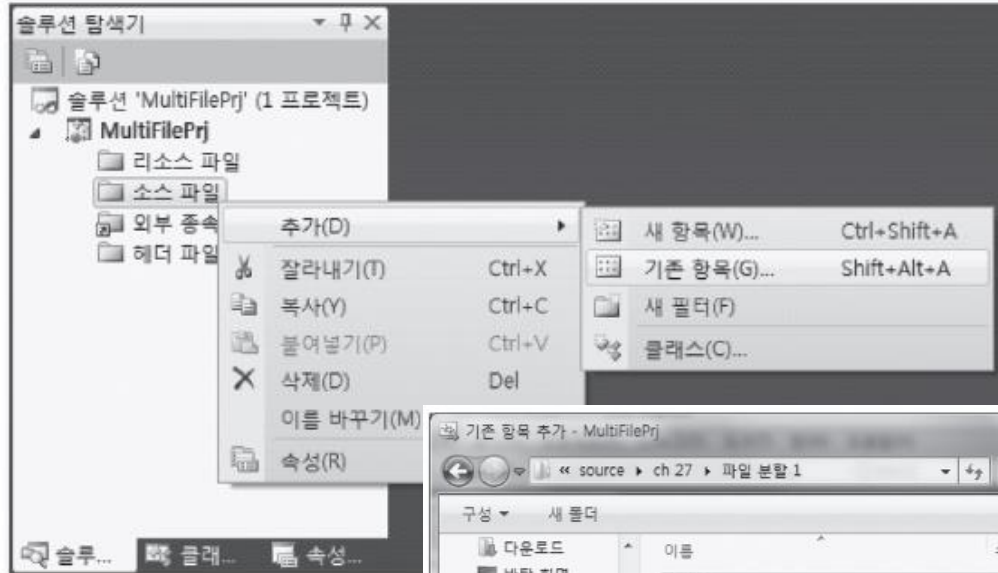 솔루션 탐색기
솔루션 'MultiFilePrj' (1 프로젝트)
MultiFilePrj
리소스 파일
소스 파일
외부 종속
헤더 파일
추가(D)
잘라내기(T) Ctrl+X
복사(Y) Ctrl+C
붙여넣기(P) Ctrl+V
삭제(D) Del
이름 바꾸기(M)
속성(R)
새 항목(W)... Ctrl+Shift+A
기존 항목(G)... Shift+Alt+A
새 필터(F)
클래스(C)...
솔루... 클래... 속성...
기존 항목 추가 - MultiFilePrj
« source ▸ ch 27 ▸ 파일 분할 1
구성 새 폴더
다운로드 이름